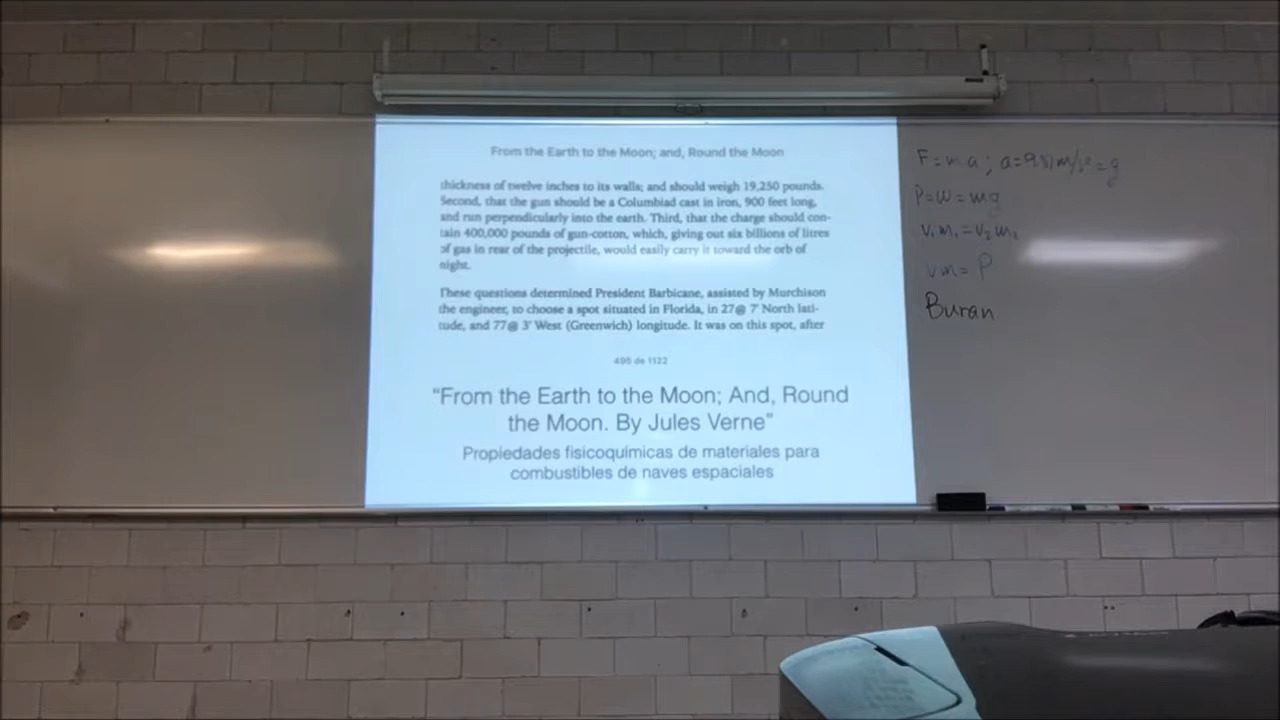 From the Earth to the Moon; and, Round the Moon
thickness of twelve inches to its walls; and should weigh 19,250 pounds.
Second, that the gun should be a Columbiad cast in iron, 900 feet long,
and run perpendicularly into the earth. Third, that the charge should con-
tain 400,000 pounds of gun-cotton, which, giving out six billions of litres
of gas in rear of the projectile, would easily carry it toward the orb of
night.
These questions determined President Barbicane, assisted by Murchison
the engineer, to choose a spot situated in Florida, in 27@ 7' North lati-
tude, and 77@ 3' West (Greenwich) longitude. It was on this spot, after
495 de 1122
"From the Earth to the Moon; And, Round
the Moon. By Jules Verne"
Propiedades fisicoquímicas de materiales para
combustibles de naves espaciales
F=ma; a=9.81m/s²=g
P=W=mg
V₁m₁=V₂m₂
vm=P
Buran